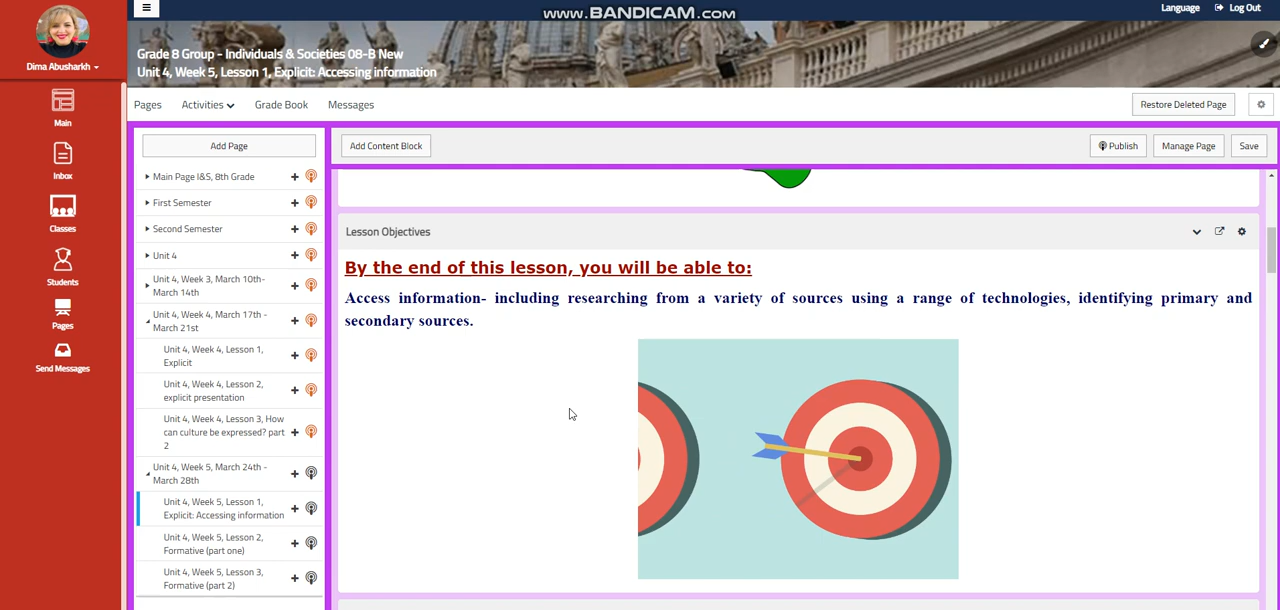 www.BANDICAM.com
Language
Log Out
Dima Abusharkh
Grade 8 Group - Individuals & Societies 08-B New
Unit 4, Week 5, Lesson 1, Explicit: Accessing information
Pages
Activities
Grade Book
Messages
Restore Deleted Page
Main
Inbox
Classes
Students
Pages
Send Messages
Add Page
Main Page I&S, 8th Grade
First Semester
Second Semester
Unit 4
Unit 4, Week 3, March 10th-
March 14th
Unit 4, Week 4, March 17th -
March 21st
Unit 4, Week 4, Lesson 1,
Explicit
Unit 4, Week 4, Lesson 2,
explicit presentation
Unit 4, Week 4, Lesson 3, How
can culture be expressed? part
2
Unit 4, Week 5, March 24th -
March 28th
Unit 4, Week 5, Lesson 1,
Explicit: Accessing information
Unit 4, Week 5, Lesson 2,
Formative (part one)
Unit 4, Week 5, Lesson 3,
Formative (part 2)
Add Content Block
Publish
Manage Page
Save
Lesson Objectives
By the end of this lesson, you will be able to:
Access information- including researching from a variety of sources using a range of technologies, identifying primary and
secondary sources.